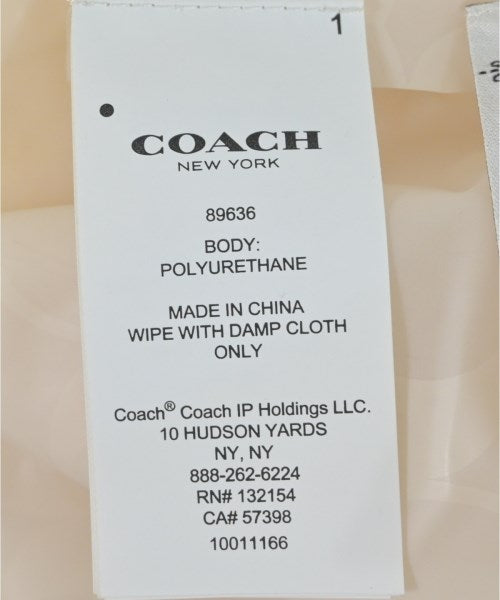 1
COACH
NEW YORK
89636
BODY:
POLYURETHANE
MADE IN CHINA
WIPE WITH DAMP CLOTH
ONLY
Coach® Coach IP Holdings LLC.
10 HUDSON YARDS
NY, NY
888-262-6224
RN# 132154
CA# 57398
10011166